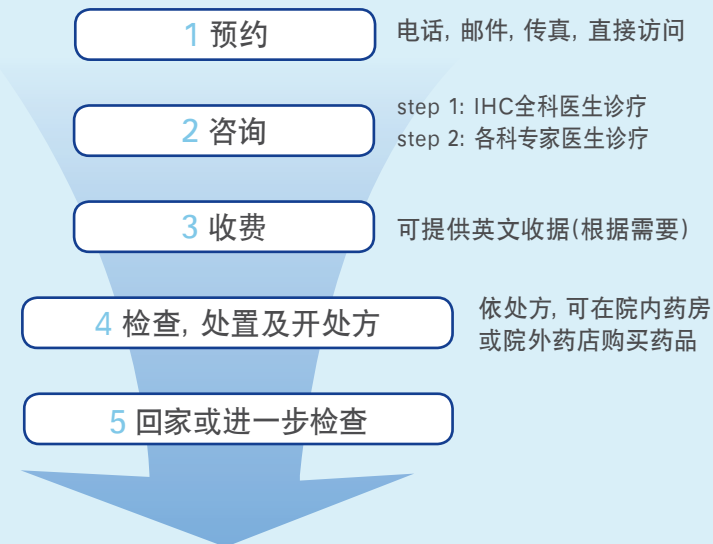 1 预约
电话, 邮件, 传真, 直接访问
2 咨询
step 1: IHC全科医生诊疗
step 2: 各科专家医生诊疗
3 收费
可提供英文收据(根据需要)
4 检查, 处置及开处方
依处方, 可在院内药房
或院外药店购买药品
5 回家或进一步检查